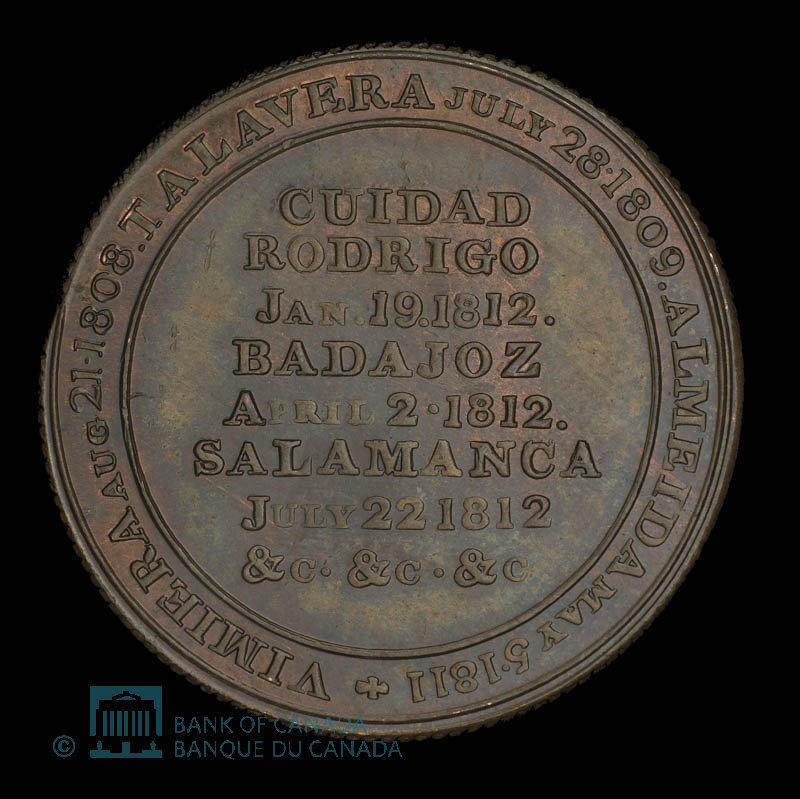 VIMIERA AUG 21·1808. TALAVERA JULY 28·1809. ALMEIDA MAY 5·1811
CUIDAD
RODRIGO
JAN. 19.1812.
BADAJOZ
APRIL 2·1812.
SALAMANCA
JULY 22 1812
&C· &C· &C
© BANK OF CANADA
BANQUE DU CANADA